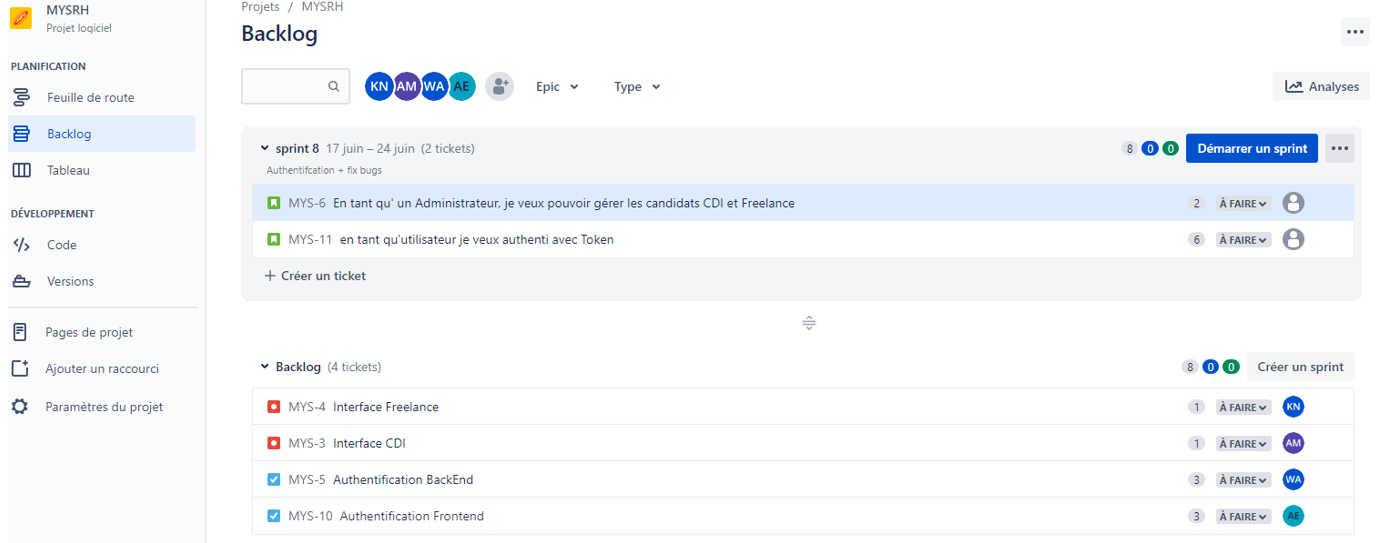 MYSRH
Projet logiciel
PLANIFICATION
Feuille de route
Backlog
Tableau
DÉVELOPPEMENT
Code
Versions
Pages de projet
Ajouter un raccourci
Paramètres du projet
Projets / MYSRH
Backlog
KN AM WA AE Epic Type Analyses
sprint 8 17 juin – 24 juin (2 tickets) 8 0 0 Démarrer un sprint
Authentifcation + fix bugs
MYS-6 En tant qu' un Administrateur, je veux pouvoir gérer les candidats CDI et Freelance 2 À FAIRE
MYS-11 en tant qu'utilisateur je veux authenti avec Token 6 À FAIRE
+ Créer un ticket
Backlog (4 tickets) 8 0 0 Créer un sprint
MYS-4 Interface Freelance 1 À FAIRE KN
MYS-3 Interface CDI 1 À FAIRE AM
MYS-5 Authentification BackEnd 3 À FAIRE WA
MYS-10 Authentification Frontend 3 À FAIRE AE